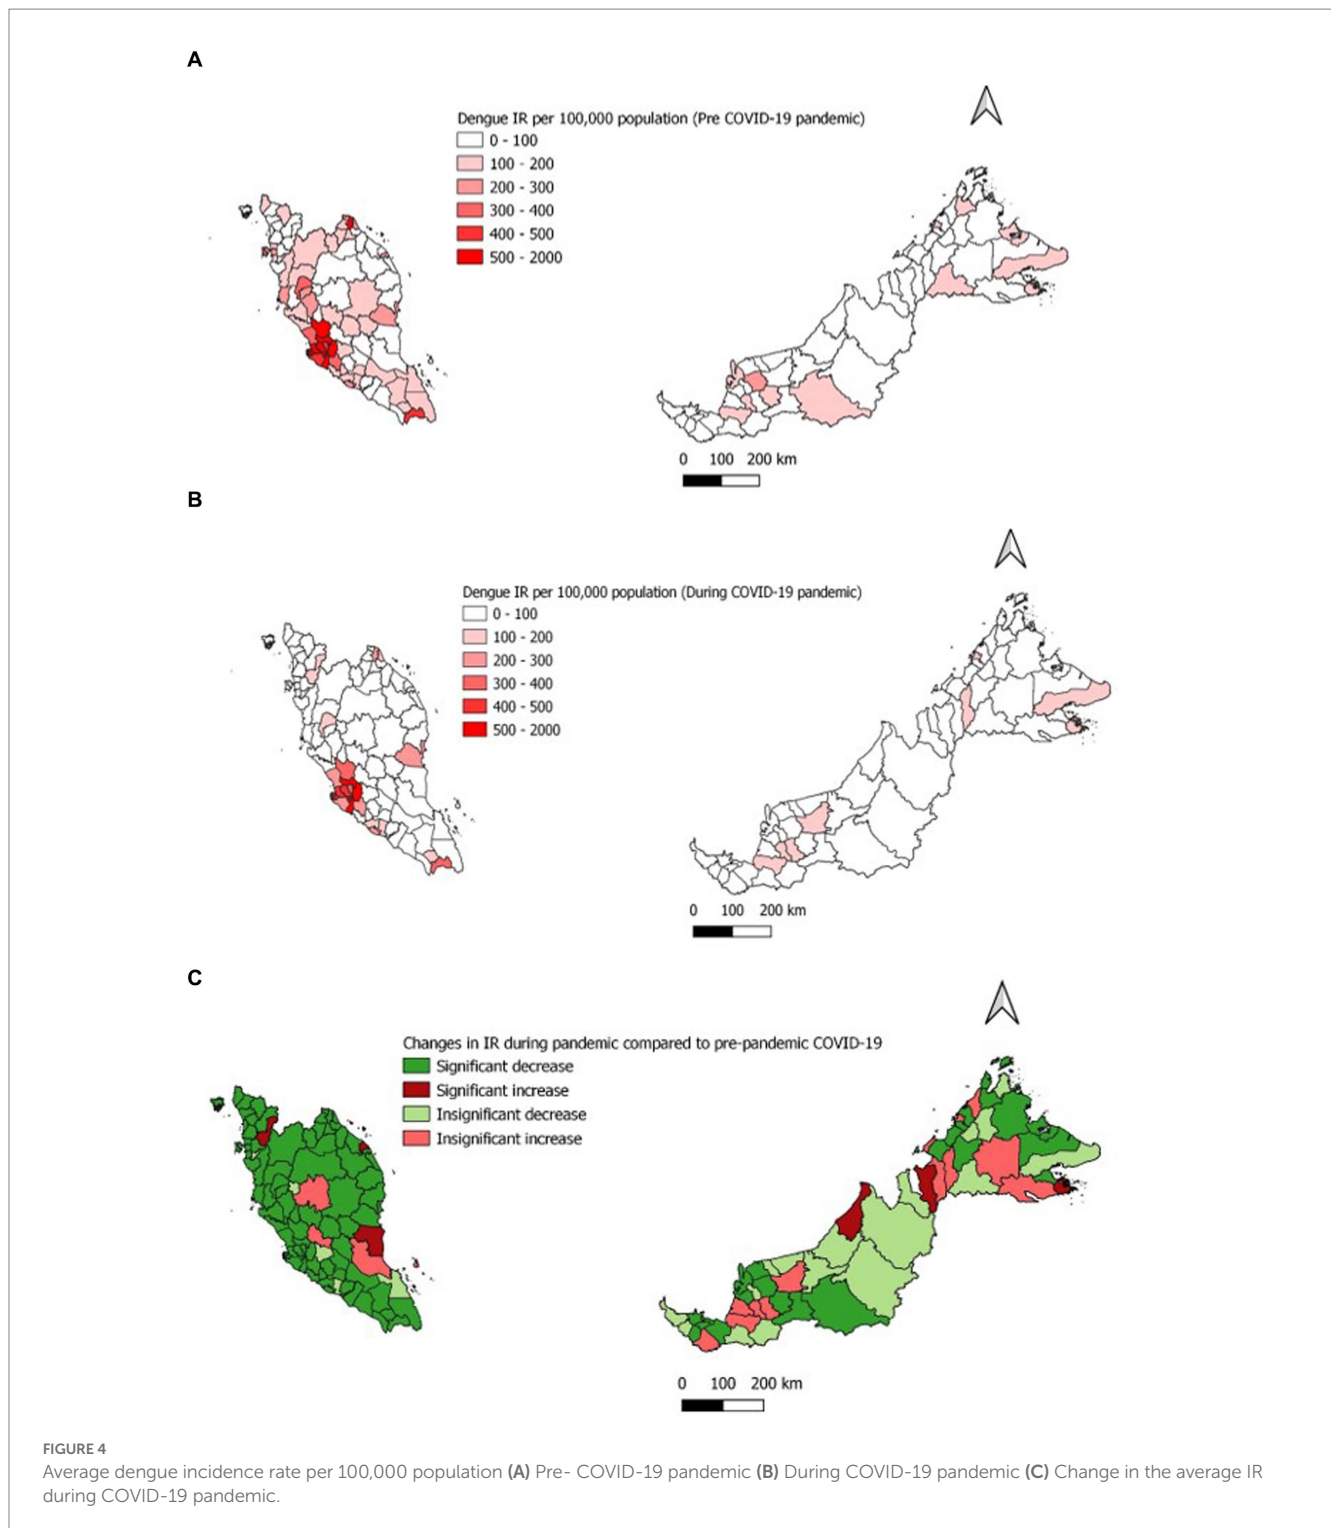 A
Dengue IR per 100,000 population (Pre COVID-19 pandemic)
0 - 100
100 - 200
200 - 300
300 - 400
400 - 500
500 - 2000
0 100 200 km
B
Dengue IR per 100,000 population (During COVID-19 pandemic)
0 - 100
100 - 200
200 - 300
300 - 400
400 - 500
500 - 2000
0 100 200 km
C
Changes in IR during pandemic compared to pre-pandemic COVID-19
Significant decrease
Significant increase
Insignificant decrease
Insignificant increase
0 100 200 km
FIGURE 4
Average dengue incidence rate per 100,000 population (A) Pre- COVID-19 pandemic (B) During COVID-19 pandemic (C) Change in the average IR
during COVID-19 pandemic.